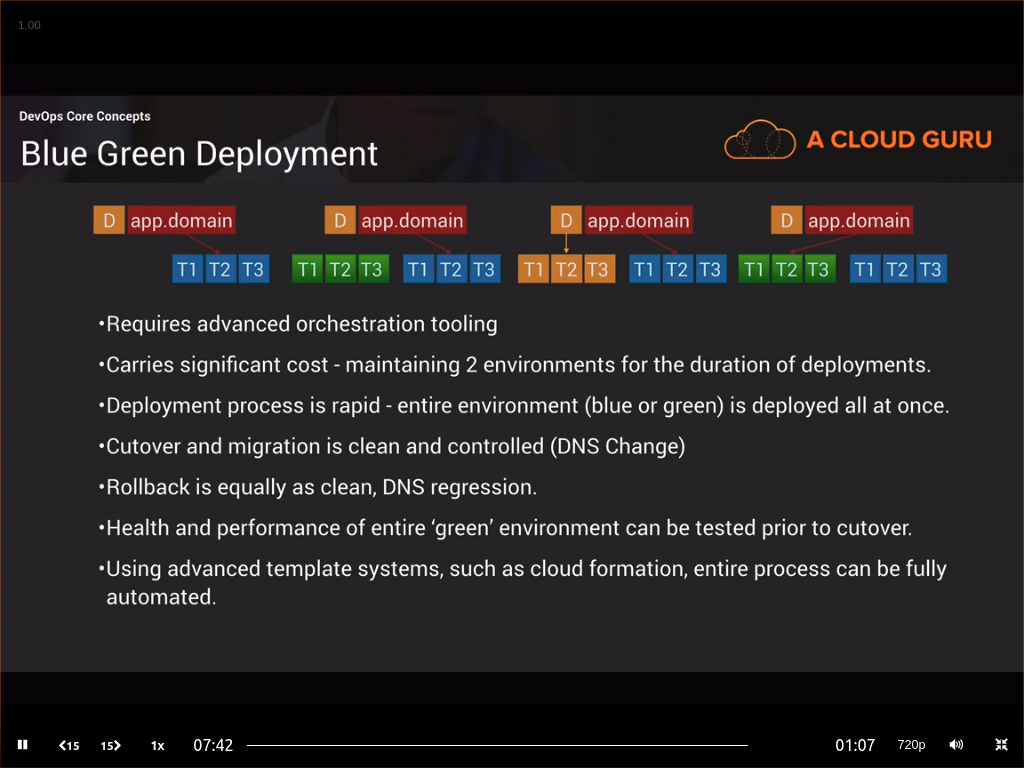 1.00
DevOps Core Concepts
Blue Green Deployment
A CLOUD GURU
D app.domain D app.domain D app.domain D app.domain
T1 T2 T3 T1 T2 T3 T1 T2 T3 T1 T2 T3 T1 T2 T3 T1 T2 T3 T1 T2 T3
•Requires advanced orchestration tooling
•Carries significant cost - maintaining 2 environments for the duration of deployments.
•Deployment process is rapid - entire environment (blue or green) is deployed all at once.
•Cutover and migration is clean and controlled (DNS Change)
•Rollback is equally as clean, DNS regression.
•Health and performance of entire ‘green’ environment can be tested prior to cutover.
•Using advanced template systems, such as cloud formation, entire process can be fully
automated.
15 15 1x 07:42 01:07 720p